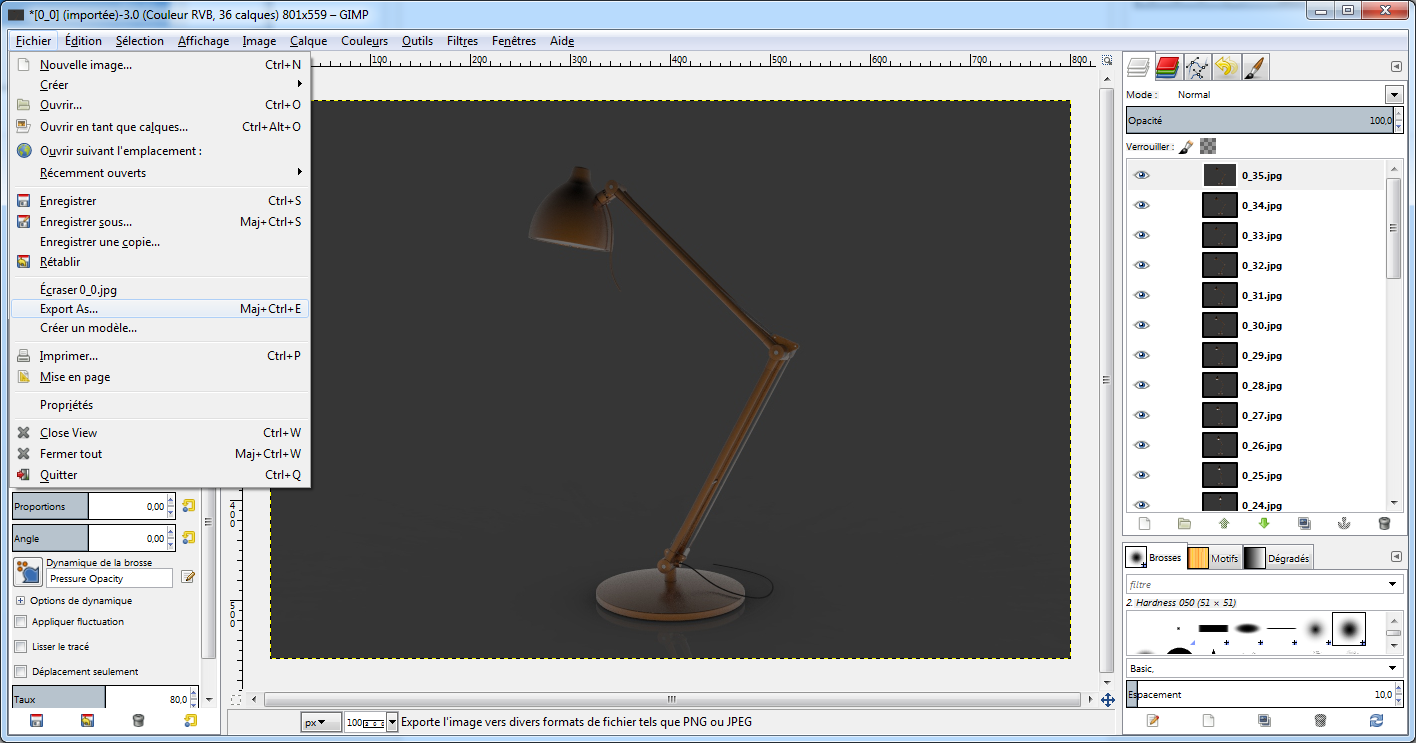 *[0_0] (importée)-3.0 (Couleur RVB, 36 calques) 801x559 – GIMP
Fichier Édition Sélection Affichage Image Calque Couleurs Outils Filtres Fenêtres Aide
Nouvelle image... Ctrl+N
Créer
Ouvrir... Ctrl+O
Ouvrir en tant que calques... Ctrl+Alt+O
Ouvrir suivant l'emplacement :
Récemment ouverts
Enregistrer Ctrl+S
Enregistrer sous... Maj+Ctrl+S
Enregistrer une copie...
Rétablir
Écraser 0_0.jpg
Export As... Maj+Ctrl+E
Créer un modèle...
Imprimer... Ctrl+P
Mise en page
Propriétés
Close View Ctrl+W
Fermer tout Maj+Ctrl+W
Quitter Ctrl+Q
Proportions 0,00
Angle 0,00
Dynamique de la brosse
Pressure Opacity
Options de dynamique
Appliquer fluctuation
Lisser le tracé
Déplacement seulement
Taux 80,0
100 200 300 400 500 600 700 800
400
500
px 100 Exporte l'image vers divers formats de fichier tels que PNG ou JPEG
Mode : Normal
Opacité 100,0
Verrouiller :
0_35.jpg
0_34.jpg
0_33.jpg
0_32.jpg
0_31.jpg
0_30.jpg
0_29.jpg
0_28.jpg
0_27.jpg
0_26.jpg
0_25.jpg
0_24.jpg
Brosses Motifs Dégradés
filtre
2. Hardness 050 (51 × 51)
Basic,
Espacement 10,0